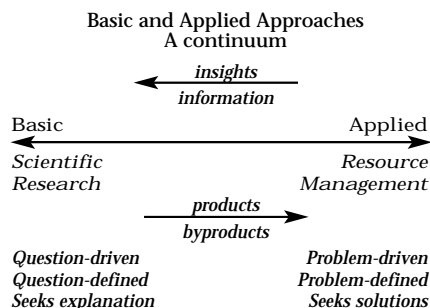 Basic and Applied Approaches
A continuum
insights
information
Basic Applied
Scientific Resource
Research Management
products
byproducts
Question-driven Problem-driven
Question-defined Problem-defined
Seeks explanation Seeks solutions